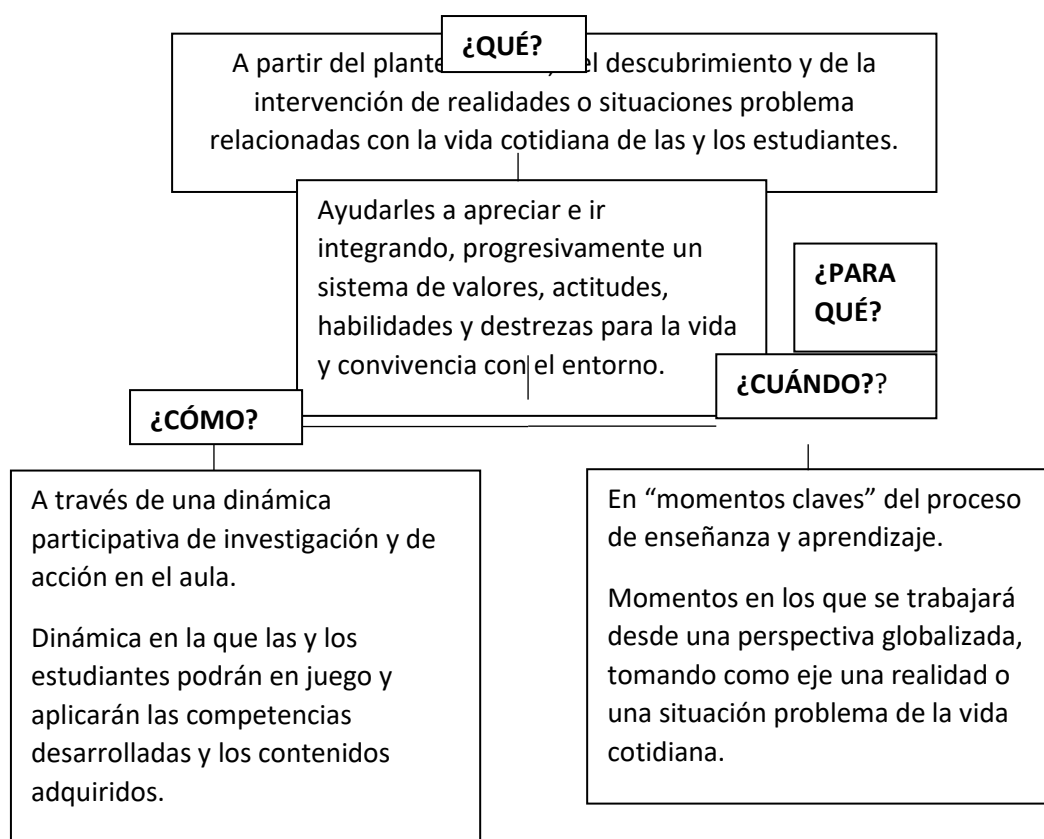 ¿QUÉ?
A partir del plante el descubrimiento y de la
intervención de realidades o situaciones problema
relacionadas con la vida cotidiana de las y los estudiantes.
Ayudarles a apreciar e ir
integrando, progresivamente un
sistema de valores, actitudes,
habilidades y destrezas para la vida
y convivencia con el entorno.
¿PARA
QUÉ?
¿CUÁNDO??
¿CÓMO?
A través de una dinámica
participativa de investigación y de
acción en el aula.
Dinámica en la que las y los
estudiantes podrán en juego y
aplicarán las competencias
desarrolladas y los contenidos
adquiridos.
En “momentos claves” del proceso
de enseñanza y aprendizaje.
Momentos en los que se trabajará
desde una perspectiva globalizada,
tomando como eje una realidad o
una situación problema de la vida
cotidiana.